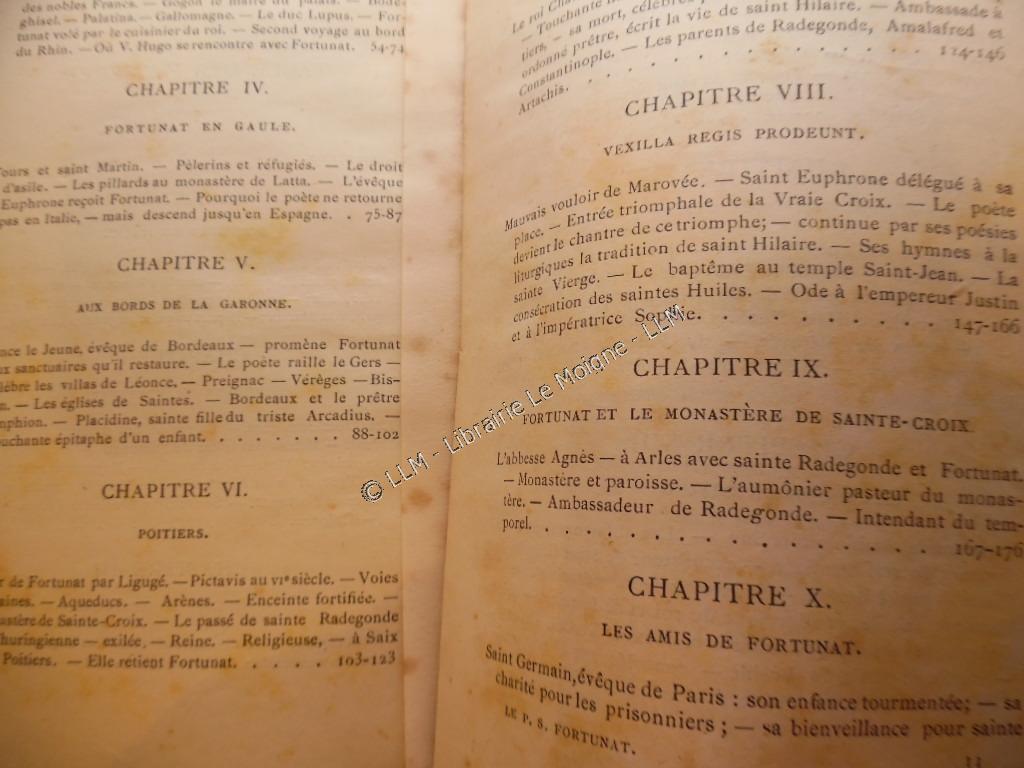 des nobles Francs. — Gogon le maire du palais. — Bode-
ghisel. — Palatina. — Gallomagne. — Le duc Lupus. — For-
tunat volé par le cuisinier du roi. — Second voyage au bord
du Rhin. — Où V. Hugo se rencontre avec Fortunat. 54-74
CHAPITRE IV.
FORTUNAT EN GAULE.
Tours et saint Martin. — Pèlerins et réfugiés. — Le droit
d'asile. — Les pillards au monastère de Latta. — L'évêque
Euphrone reçoit Fortunat. — Pourquoi le poète ne retourne
pas en Italie, — mais descend jusqu'en Espagne. . 75-87
CHAPITRE V.
AUX BORDS DE LA GARONNE.
nce le Jeune, évêque de Bordeaux — promène Fortunat
ux sanctuaires qu'il restaure. — Le poète raille le Gers —
lèbre les villas de Léonce. — Preignac — Vérèges — Bis-
n. — Les églises de Saintes. — Bordeaux et le prêtre
mphion. — Placidine, sainte fille du triste Arcadius. —
ouchante épitaphe d'un enfant. . . . . . . . 88-102
CHAPITRE VI.
POITIERS.
r de Fortunat par Ligugé. — Pictavis au VIe siècle. — Voies
aines. — Aqueducs. — Arènes. — Enceinte fortifiée. —
astère de Sainte-Croix. — Le passé de sainte Radegonde
huringienne — exilée, — Reine. — Religieuse, — à Saix
Poitiers. — Elle retient Fortunat. . . . . 103-123
Le roi Cha
— Touchante
tiers, — sa mort, célébrés p
ordonné prêtre, écrit la vie de saint Hilaire. — Ambassade à
Constantinople. — Les parents de Radegonde, Amalafred et
Artachis. . . . . . . . . . . 124-146
CHAPITRE VIII.
VEXILLA REGIS PRODEUNT.
Mauvais vouloir de Marovée. — Saint Euphrone délégué à sa
place. — Entrée triomphale de la Vraie Croix. — Le poète
devient le chantre de ce triomphe; — continue par ses poésies
liturgiques la tradition de saint Hilaire. — Ses hymnes à la
sainte Vierge. — Le baptême au temple Saint-Jean. — La
consécration des saintes Huiles. — Ode à l'empereur Justin
et à l'impératrice Sophie. . . . . . . . . . 147-166
CHAPITRE IX.
FORTUNAT ET LE MONASTÈRE DE SAINTE-CROIX.
L'abbesse Agnès — à Arles avec sainte Radegonde et Fortunat.
— Monastère et paroisse. — L'aumônier pasteur du monas-
tère. — Ambassadeur de Radegonde. — Intendant du tem-
porel. . . . . . . . . . . . . . . . 167-176
CHAPITRE X.
LES AMIS DE FORTUNAT.
Saint Germain, évêque de Paris : son enfance tourmentée; — sa
charité pour les prisonniers; — sa bienveillance pour sainte
LE P. S. FORTUNAT.
11
© LLM - Librairie Le Moigne - LLM